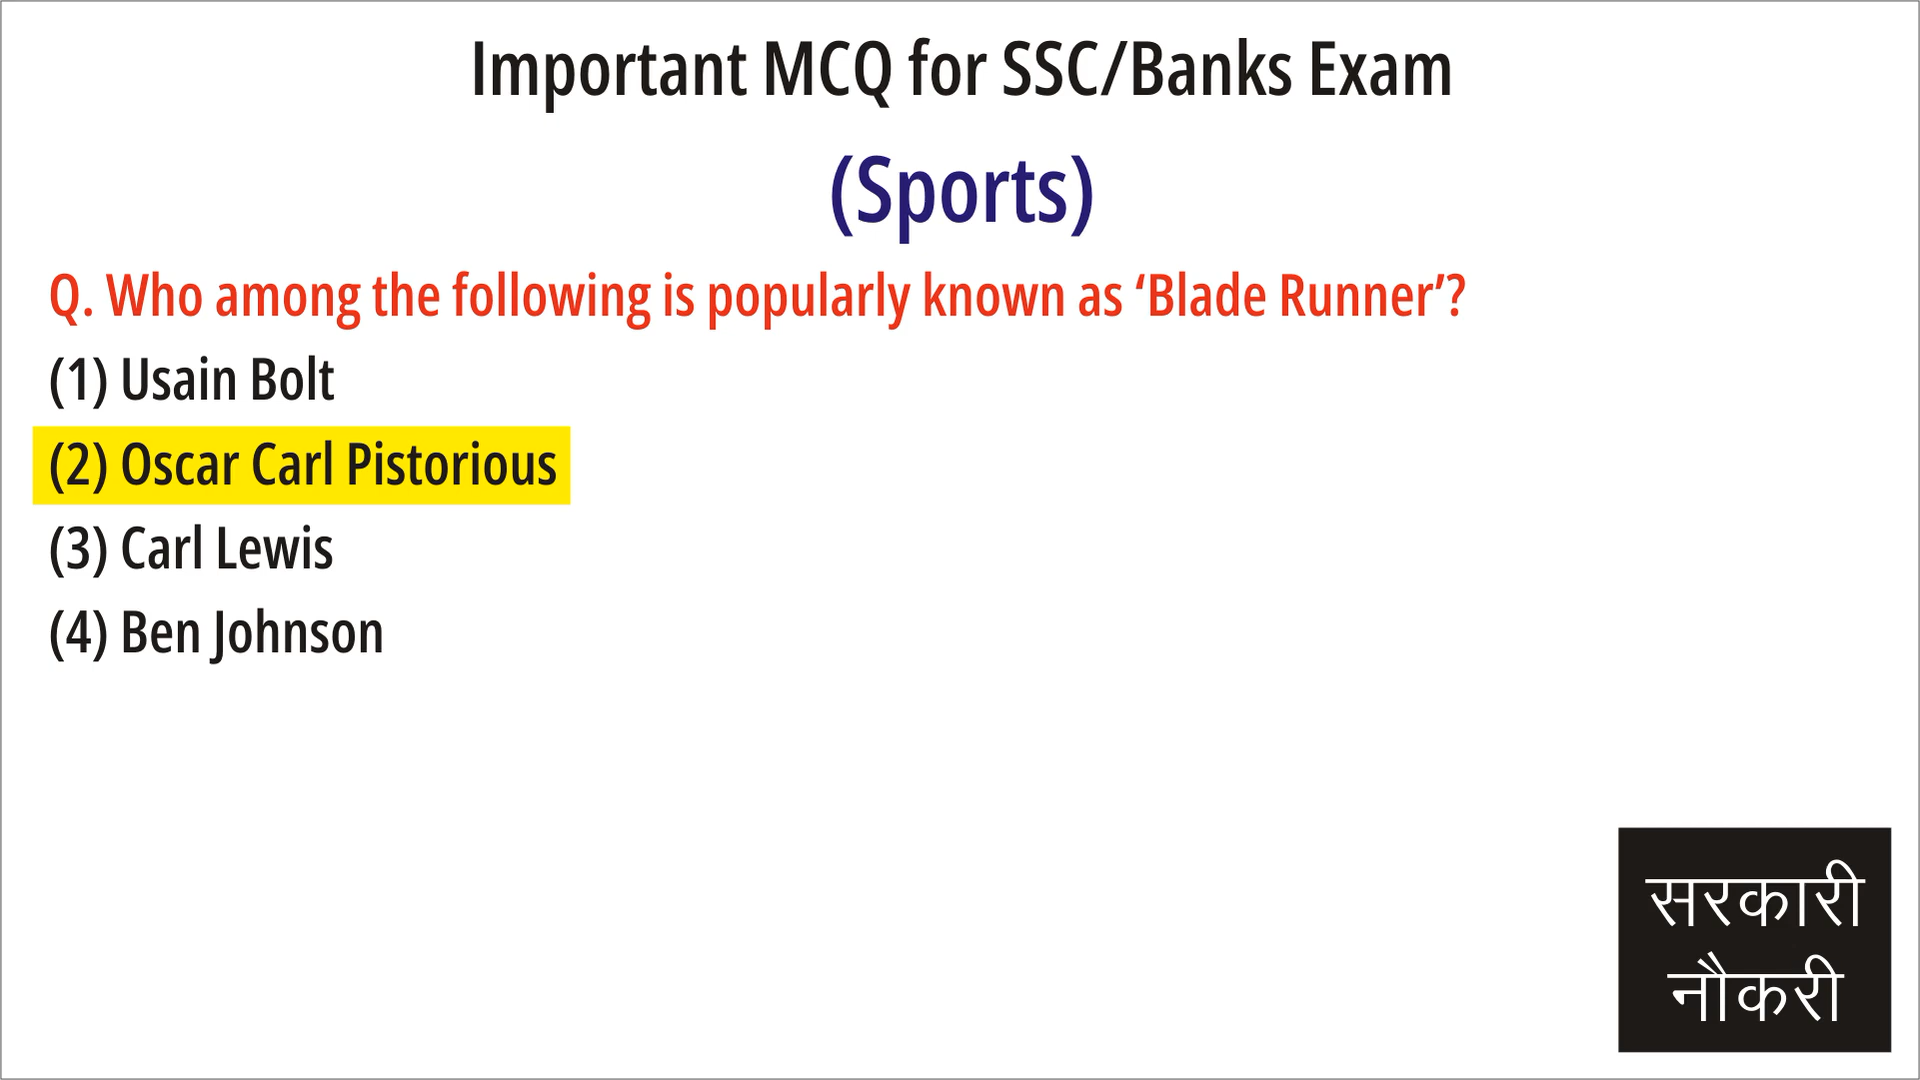 Important MCQ for SSC/Banks Exam
(Sports)
Q. Who among the following is popularly known as ‘Blade Runner’?
(1) Usain Bolt
(2) Oscar Carl Pistorious
(3) Carl Lewis
(4) Ben Johnson
सरकारी
नौकरी